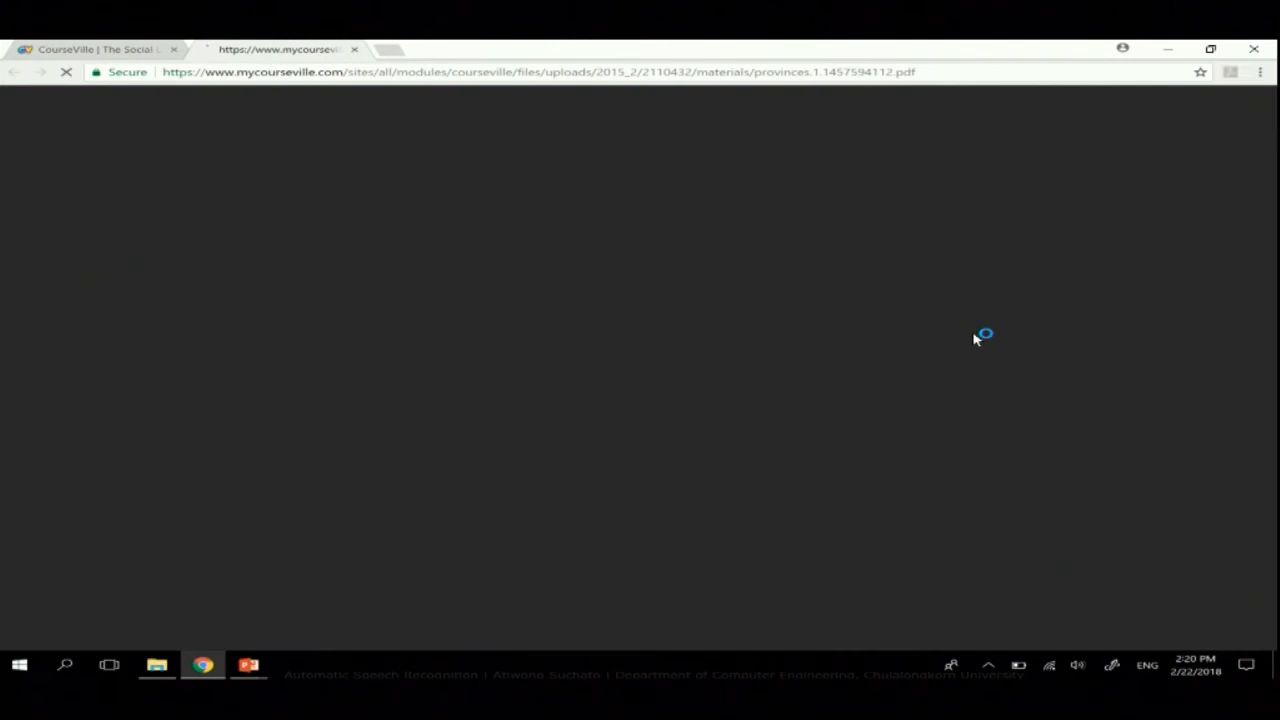 CourseVille | The Social L
https://www.mycoursevil
Secure
https://www.mycourseville.com/sites/all/modules/courseville/files/uploads/2015_2/2110432/materials/provinces.1.1457594112.pdf
ENG
2:20 PM
2/22/2018
Automatic Speech Recognition | Atiwong Suchato | Department of Computer Engineering, Chulalongkorn University